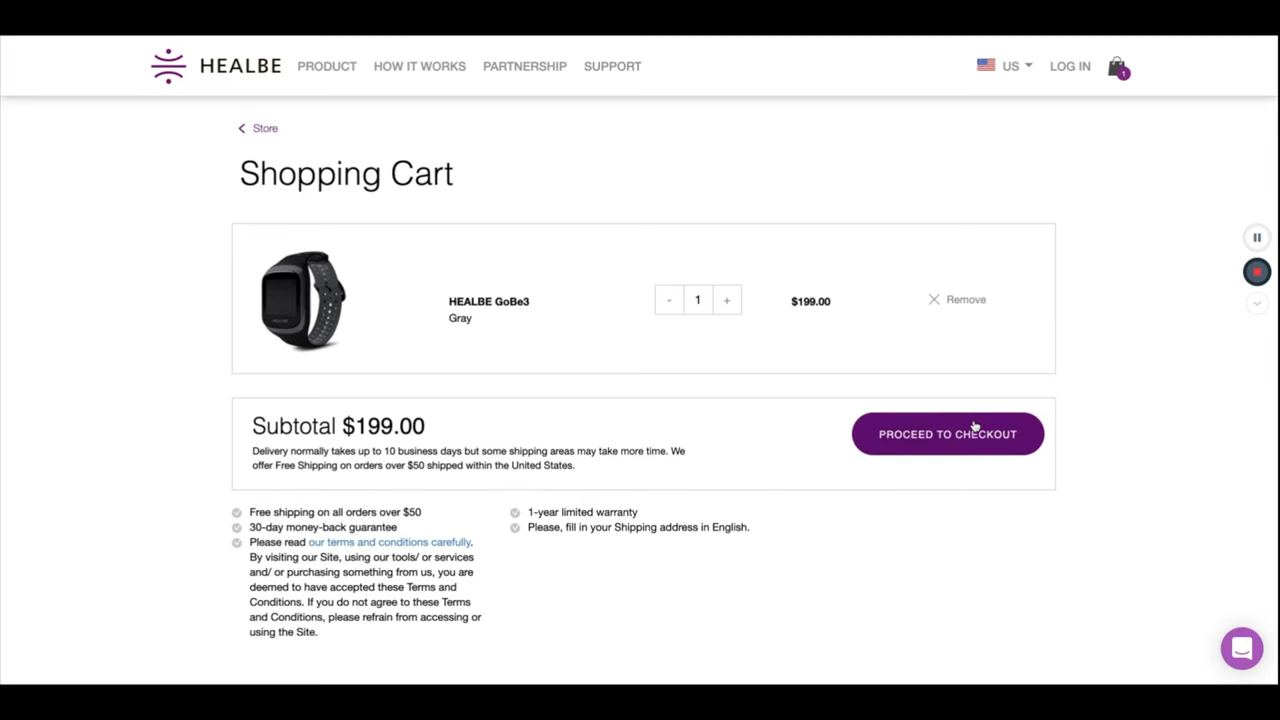 HEALBE PRODUCT HOW IT WORKS PARTNERSHIP SUPPORT US LOG IN 1
Store
Shopping Cart
HEALBE
HEALBE GoBe3
Gray
- 1 +
$199.00
Remove
Subtotal $199.00
Delivery normally takes up to 10 business days but some shipping areas may take more time. We
offer Free Shipping on orders over $50 shipped within the United States.
PROCEED TO CHECKOUT
Free shipping on all orders over $50
30-day money-back guarantee
Please read our terms and conditions carefully.
By visiting our Site, using our tools/ or services
and/ or purchasing something from us, you are
deemed to have accepted these Terms and
Conditions. If you do not agree to these Terms
and Conditions, please refrain from accessing or
using the Site.
1-year limited warranty
Please, fill in your Shipping address in English.